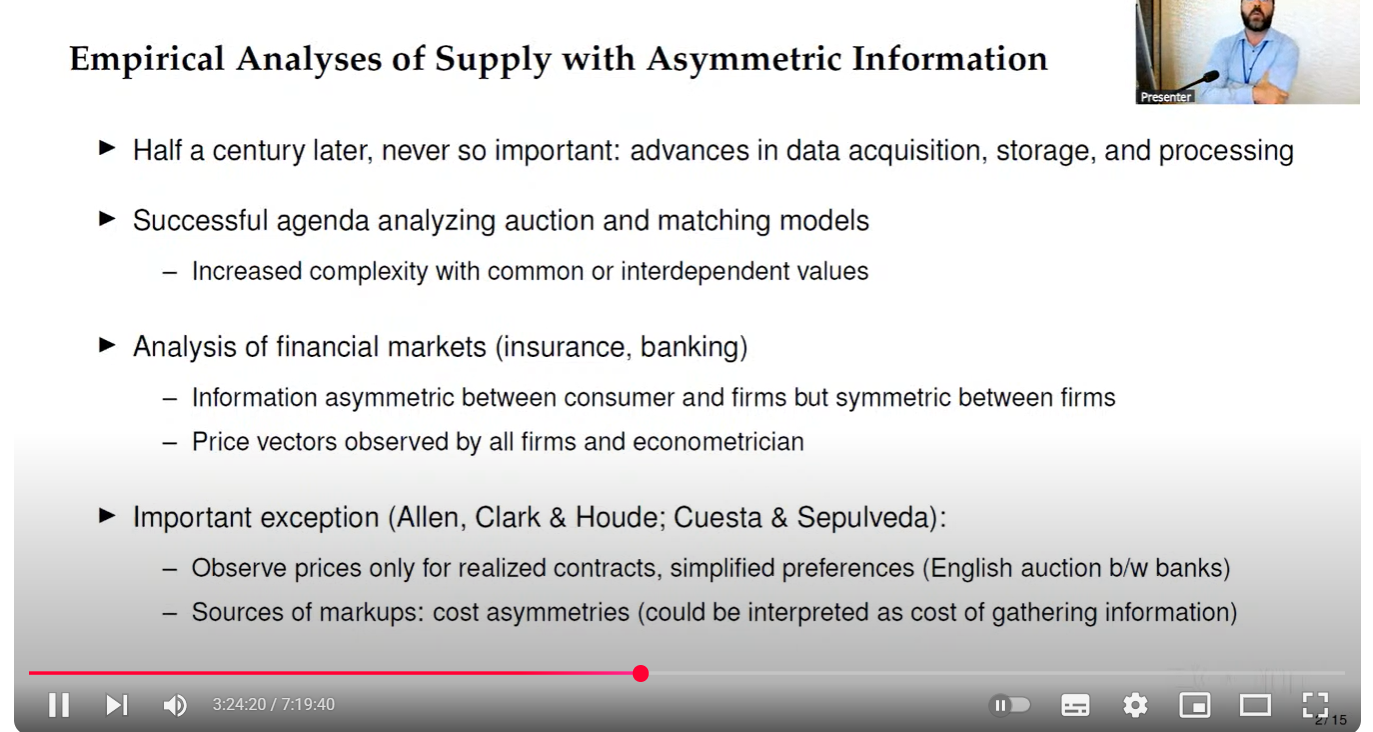 Empirical Analyses of Supply with Asymmetric Information
Presenter
► Half a century later, never so important: advances in data acquisition, storage, and processing
► Successful agenda analyzing auction and matching models
– Increased complexity with common or interdependent values
► Analysis of financial markets (insurance, banking)
– Information asymmetric between consumer and firms but symmetric between firms
– Price vectors observed by all firms and econometrician
► Important exception (Allen, Clark & Houde; Cuesta & Sepulveda):
– Observe prices only for realized contracts, simplified preferences (English auction b/w banks)
– Sources of markups: cost asymmetries (could be interpreted as cost of gathering information)
3:24:20 / 7:19:40
2/ 15